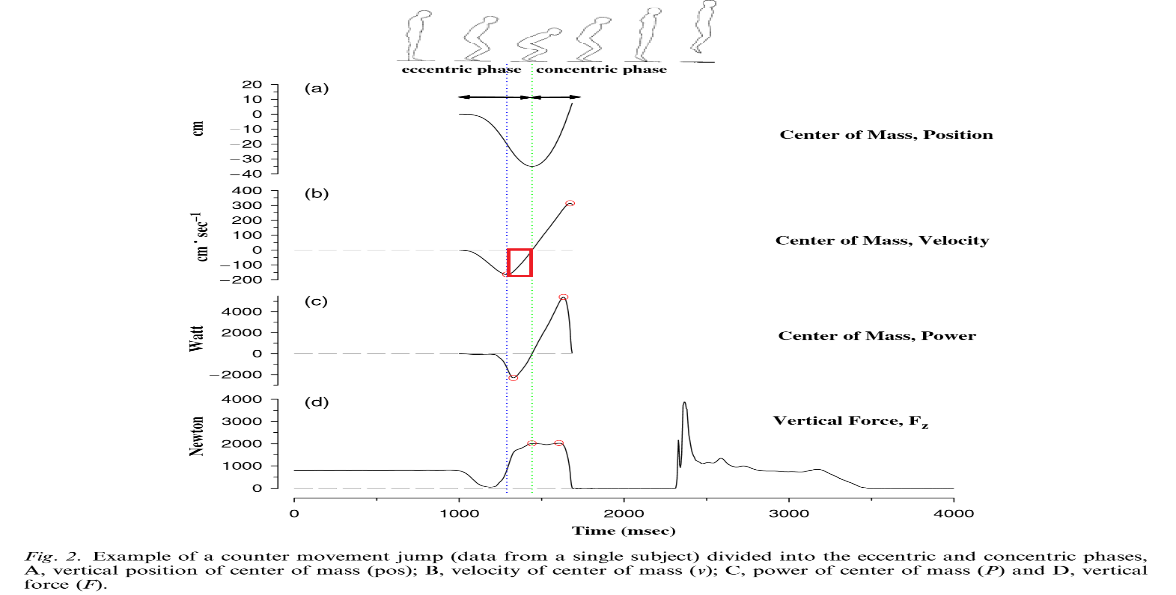 eccentric phase concentric phase
20
10
0
−10
−20
−30
−40
cm
(a)
Center of Mass, Position
400
300
200
100
0
−100
−200
cm·sec⁻¹
(b)
Center of Mass, Velocity
4000
2000
0
−2000
Watt
(c)
Center of Mass, Power
4000
3000
2000
1000
0
Newton
(d)
Vertical Force, Fz
0 1000 2000 3000 4000
Time (msec)
Fig. 2. Example of a counter movement jump (data from a single subject) divided into the eccentric and concentric phases,
A, vertical position of center of mass (pos); B, velocity of center of mass (v); C, power of center of mass (P) and D, vertical
force (F).